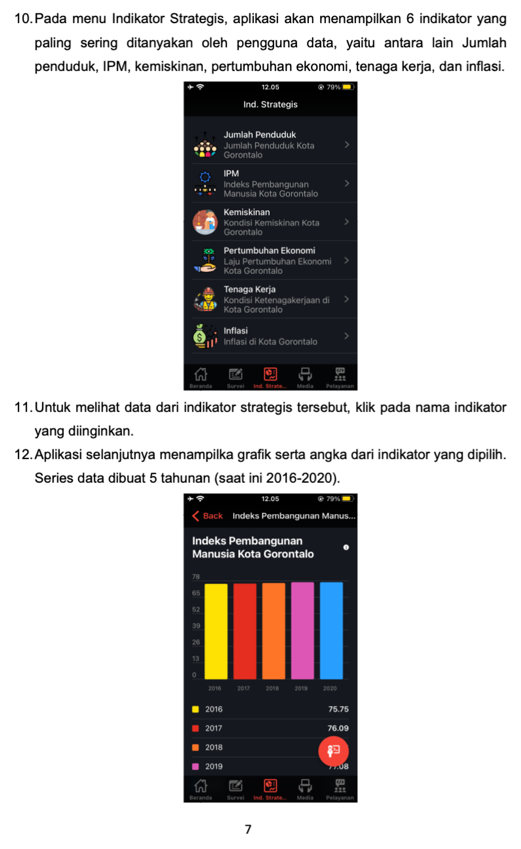 10. Pada menu Indikator Strategis, aplikasi akan menampilkan 6 indikator yang
paling sering ditanyakan oleh pengguna data, yaitu antara lain Jumlah
penduduk, IPM, kemiskinan, pertumbuhan ekonomi, tenaga kerja, dan inflasi.
12.05 79%
Ind. Strategis
Jumlah Penduduk
Jumlah Penduduk Kota
Gorontalo
IPM
Indeks Pembangunan
Manusia Kota Gorontalo
Kemiskinan
Kondisi Kemiskinan Kota
Gorontalo
Pertumbuhan Ekonomi
Laju Pertumbuhan Ekonomi
Kota Gorontalo
Tenaga Kerja
Kondisi Ketenagakerjaan di
Kota Gorontalo
Inflasi
Inflasi di Kota Gorontalo
Beranda Survei Ind. Strate... Media Pelayanan
11. Untuk melihat data dari indikator strategis tersebut, klik pada nama indikator
yang diinginkan.
12. Aplikasi selanjutnya menampilka grafik serta angka dari indikator yang dipilih.
Series data dibuat 5 tahunan (saat ini 2016-2020).
12.05 79%
Back Indeks Pembangunan Manus...
Indeks Pembangunan
Manusia Kota Gorontalo
78
65
52
39
26
13
0
2016 2017 2018 2019 2020
2016 75.75
2017 76.09
2018
2019 77.08
Beranda Survei Ind. Strate... Media Pelayanan
7